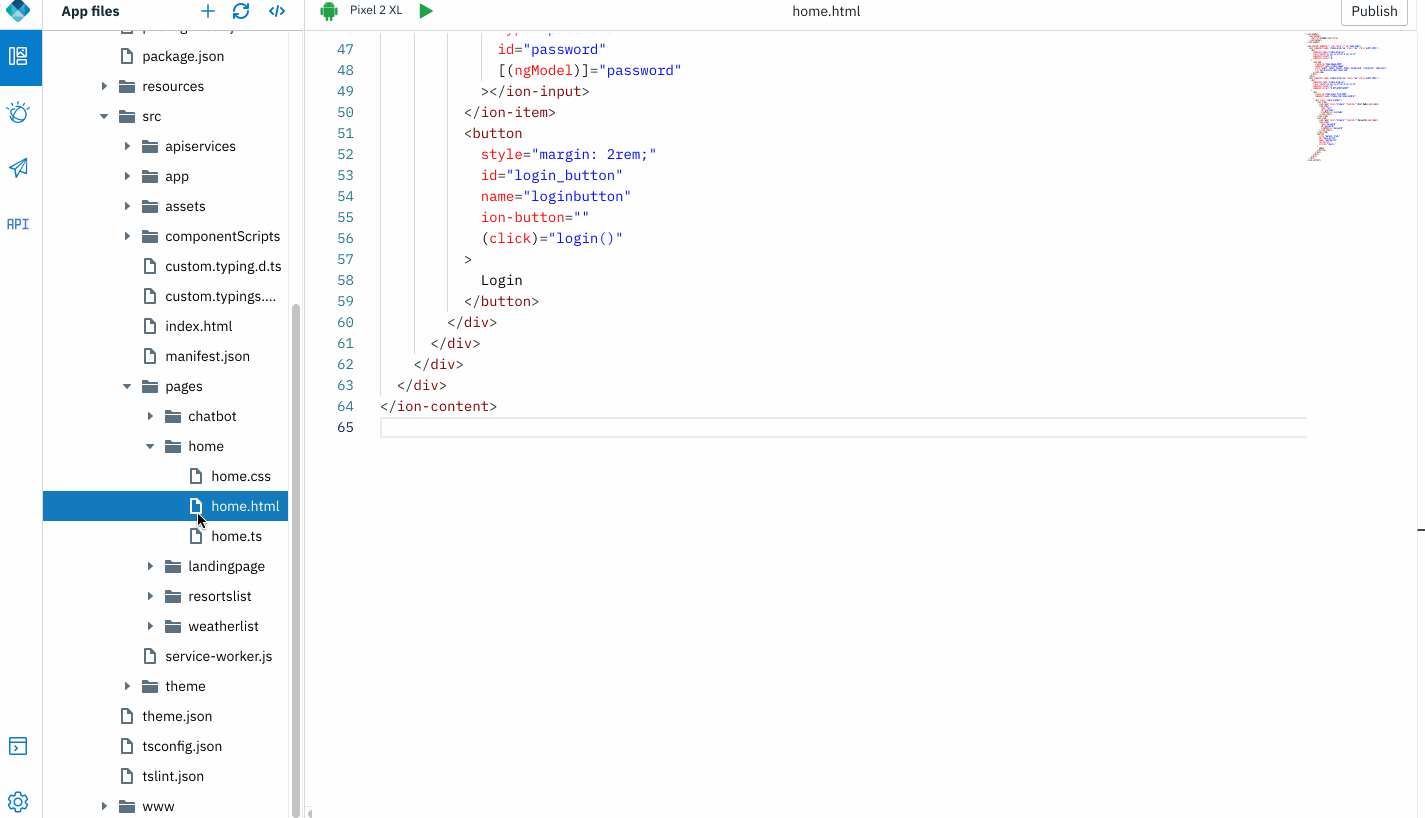 App files
Pixel 2 XL
home.html
Publish
API
package.json
resources
src
apiservices
app
assets
componentScripts
custom.typing.d.ts
custom.typings....
index.html
manifest.json
pages
chatbot
home
home.css
home.html
home.ts
landingpage
resortslist
weatherlist
service-worker.js
theme
theme.json
tsconfig.json
tslint.json
www
47 id="password"
48 [(ngModel)]="password"
49 ></ion-input>
50 </ion-item>
51 <button
52 style="margin: 2rem;"
53 id="login_button"
54 name="loginbutton"
55 ion-button=""
56 (click)="login()"
57 >
58 Login
59 </button>
60 </div>
61 </div>
62 </div>
63 </div>
64 </ion-content>
65